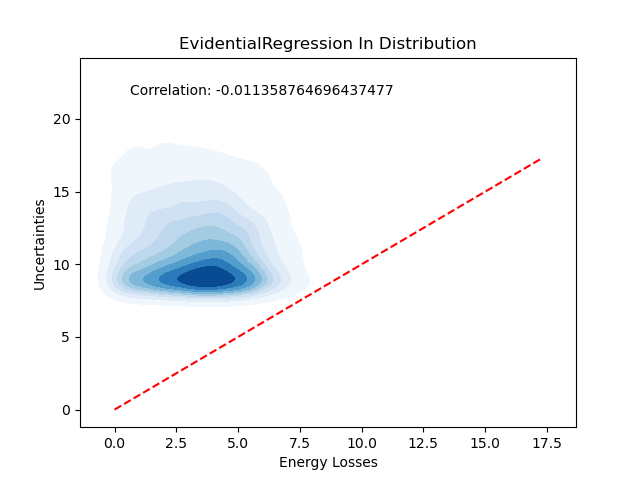 EvidentialRegression In Distribution
Correlation: -0.011358764696437477
Uncertainties
20
15
10
5
0
0.0 2.5 5.0 7.5 10.0 12.5 15.0 17.5
Energy Losses